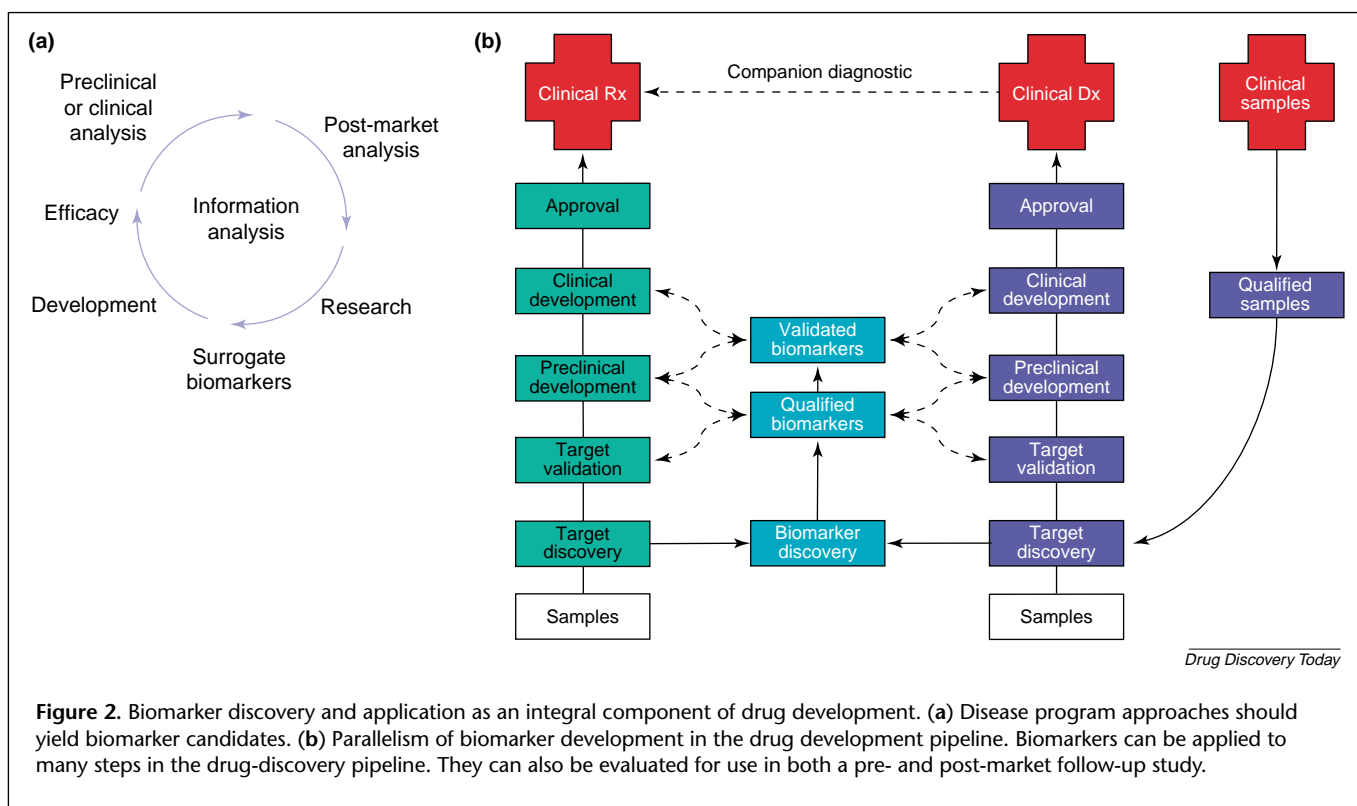 (a)
Preclinical
or clinical
analysis
Post-market
analysis
Efficacy
Information
analysis
Development
Research
Surrogate
biomarkers
(b)
Clinical Rx
Companion diagnostic
Clinical Dx
Clinical
samples
Approval
Approval
Clinical
development
Clinical
development
Qualified
samples
Validated
biomarkers
Preclinical
development
Preclinical
development
Qualified
biomarkers
Target
validation
Target
validation
Target
discovery
Biomarker
discovery
Target
discovery
Samples
Samples
Drug Discovery Today
Figure 2. Biomarker discovery and application as an integral component of drug development. (a) Disease program approaches should
yield biomarker candidates. (b) Parallelism of biomarker development in the drug development pipeline. Biomarkers can be applied to
many steps in the drug-discovery pipeline. They can also be evaluated for use in both a pre- and post-market follow-up study.